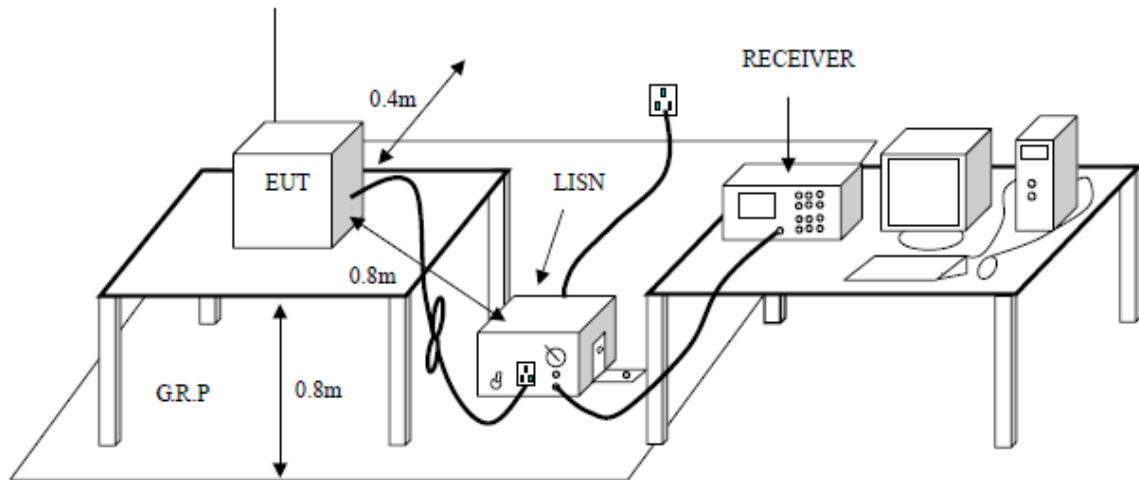 RECEIVER
0.4m
EUT
LISN
0.8m
G.R.P
0.8m